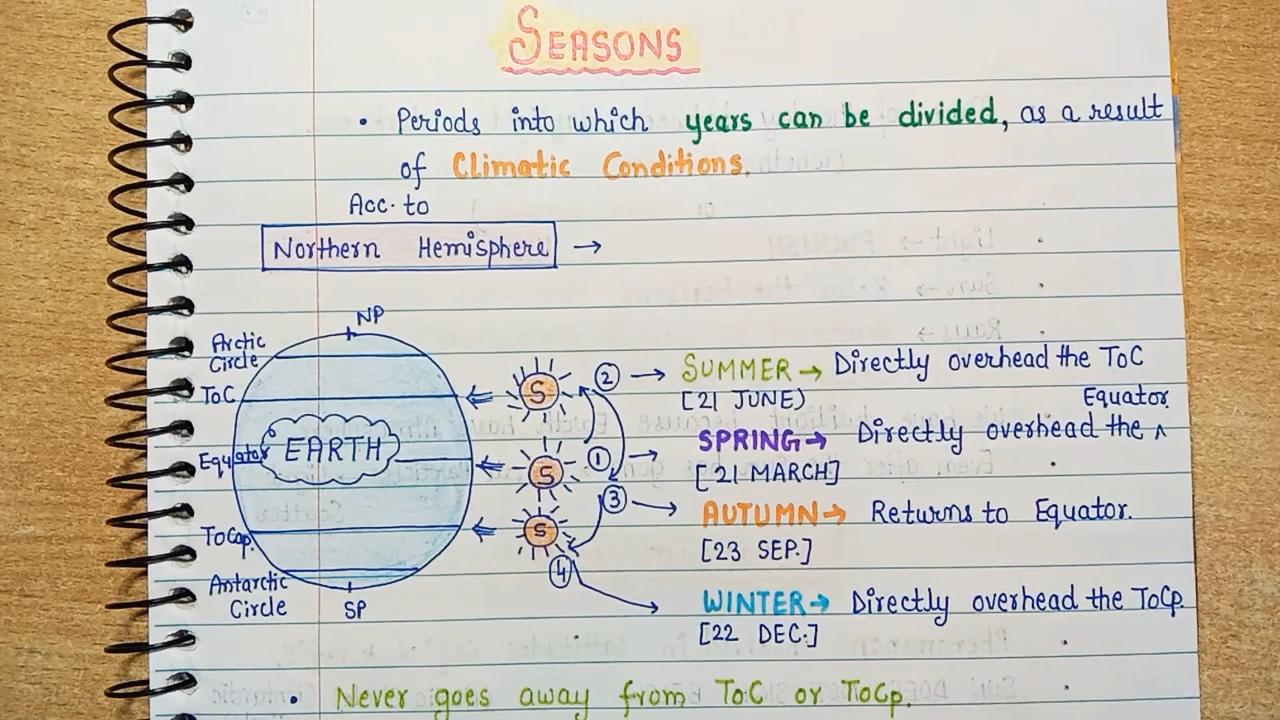 SEASONS
• Periods into which years can be divided, as a result
of Climatic Conditions.
Acc. to
Northern Hemisphere →
NP
Arctic
Circle
ToC
EARTH
Equator
ToCap.
Antarctic
Circle
SP
S
S
S
② → SUMMER → Directly overhead the ToC
[21 JUNE)
① → SPRING → Directly overhead the ^ Equator
[21 MARCH]
③ → AUTUMN → Returns to Equator.
[23 SEP.]
④ → WINTER → Directly overhead the ToCp.
[22 DEC.]
• Never goes away from ToC or ToCp.